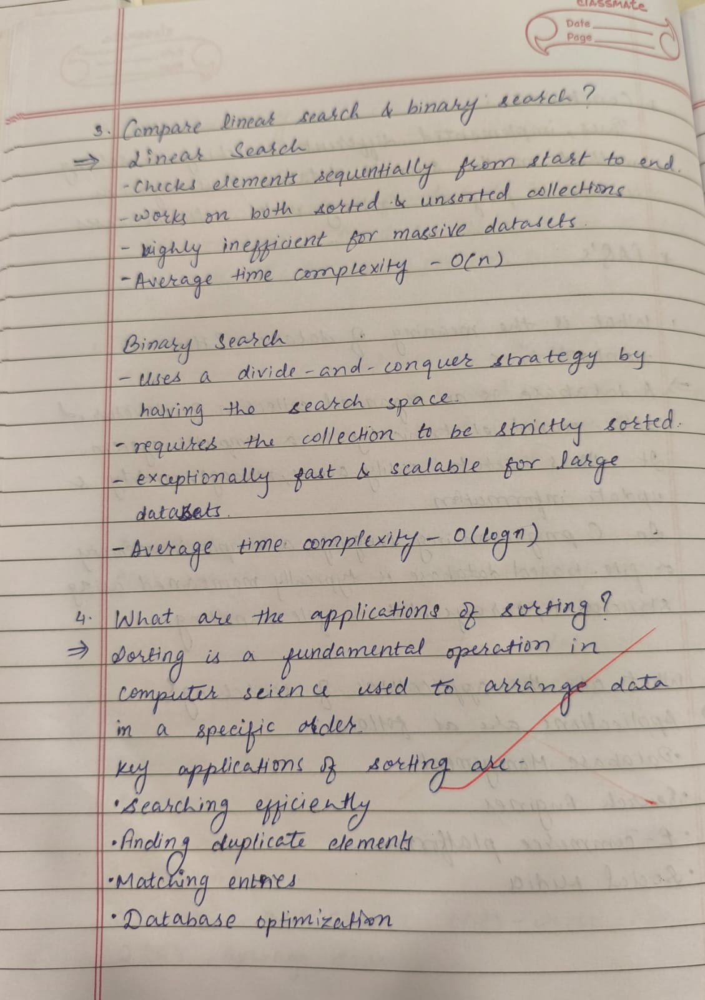 classmate
Date
Page
3. Compare linear search & binary search?
⇒ Linear Search
- Checks elements sequentially from start to end.
- works on both sorted & unsorted collections
- highly inefficient for massive datasets.
- Average time complexity - O(n)
Binary Search
- Uses a divide-and-conquer strategy by
halving the search space.
- requires the collection to be strictly sorted.
- exceptionally fast & scalable for large
datasets.
- Average time complexity - O(logn)
4. What are the applications of sorting?
⇒ Sorting is a fundamental operation in
computer science used to arrange data
in a specific order.
Key applications of sorting are -
• Searching efficiently
• Finding duplicate elements
• Matching entries
• Database optimization